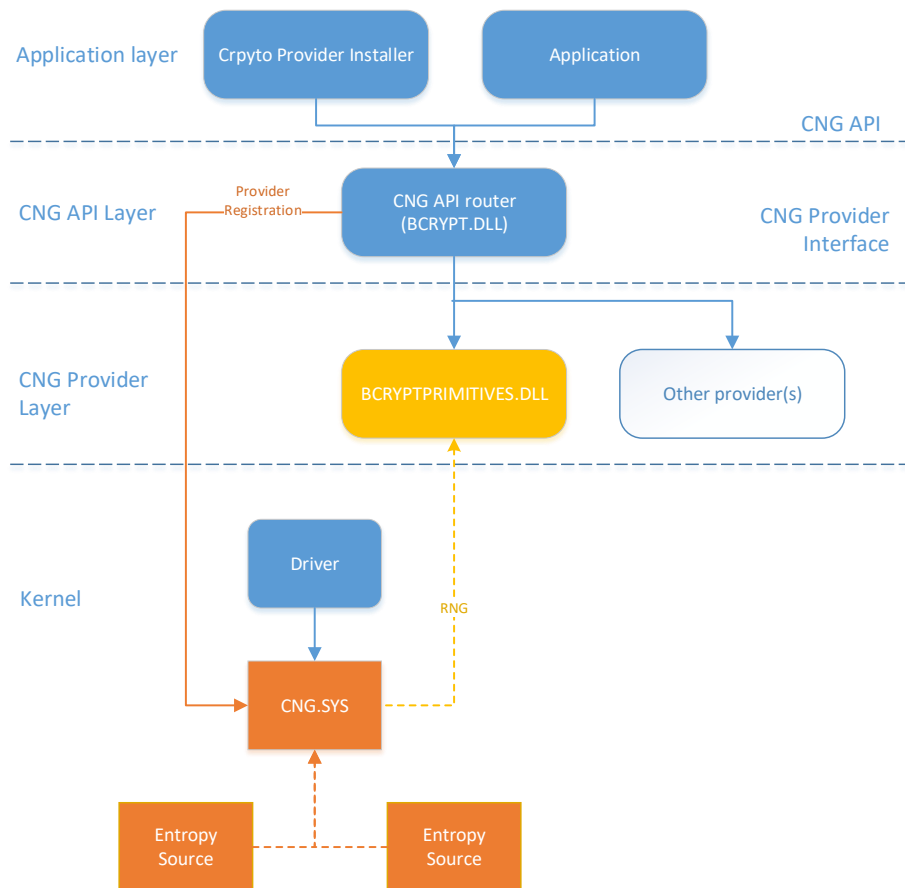 Application layer
Crpyto Provider Installer
Application
CNG API
Provider
Registration
CNG API Layer
CNG API router
(BCRYPT.DLL)
CNG Provider
Interface
CNG Provider
Layer
BCRYPTPRIMITIVES.DLL
Other provider(s)
Kernel
Driver
RNG
CNG.SYS
Entropy
Source
Entropy
Source